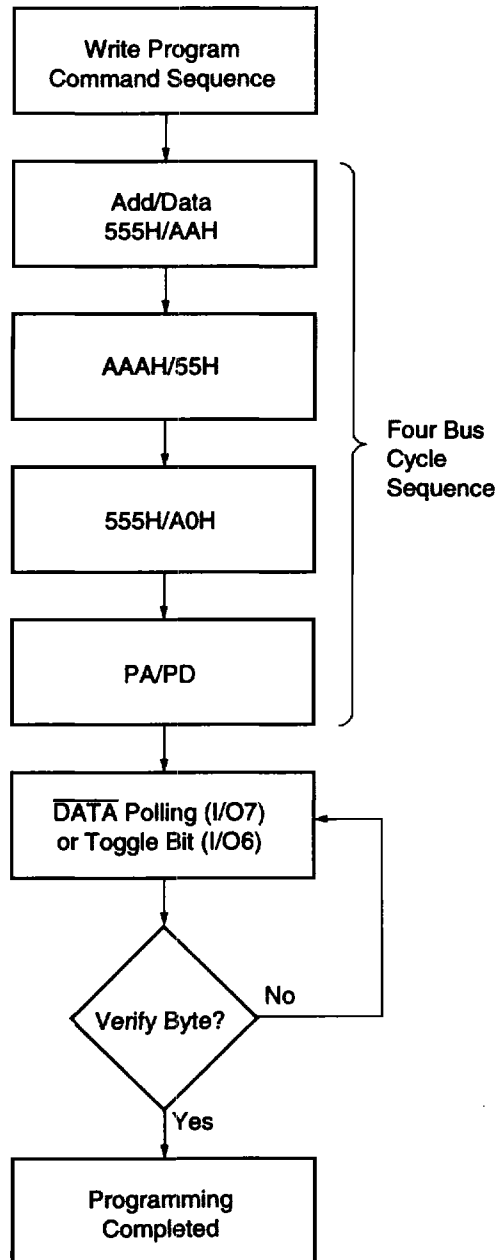 Write Program
Command Sequence
Add/Data
555H/AAH
AAAH/55H
555H/A0H
PA/PD
Four Bus
Cycle
Sequence
DATA Polling (I/O7)
or Toggle Bit (I/O6)
Verify Byte?
No
Yes
Programming
Completed